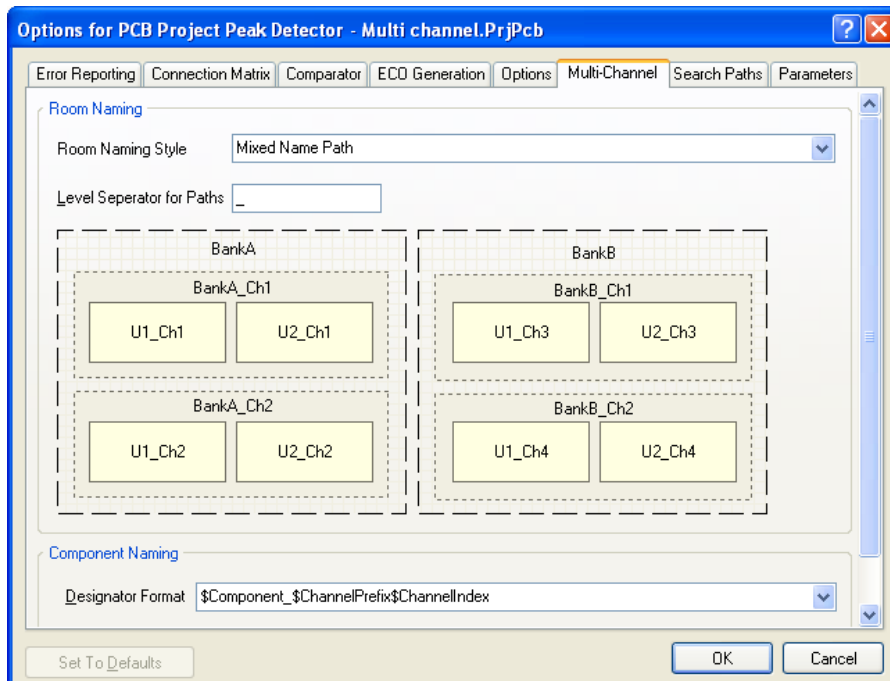 Options for PCB Project Peak Detector - Multi channel.PrjPcb
Error Reporting Connection Matrix Comparator ECO Generation Options Multi-Channel Search Paths Parameters
Room Naming
Room Naming Style Mixed Name Path
Level Seperator for Paths _
BankA BankB
BankA_Ch1 BankB_Ch1
U1_Ch1 U2_Ch1 U1_Ch3 U2_Ch3
BankA_Ch2 BankB_Ch2
U1_Ch2 U2_Ch2 U1_Ch4 U2_Ch4
Component Naming
Designator Format $Component_$ChannelPrefix$ChannelIndex
Set To Defaults OK Cancel